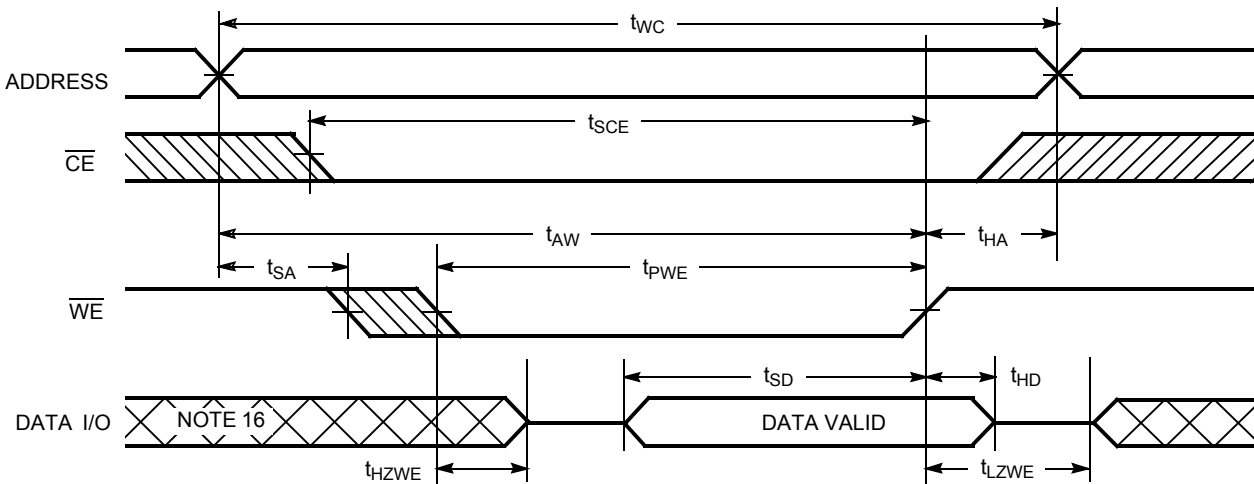 tWC
ADDRESS
tSCE
CE
tAW
tHA
tSA
tPWE
WE
tSD
tHD
DATA I/O
NOTE 16
DATA VALID
tHZWE
tLZWE